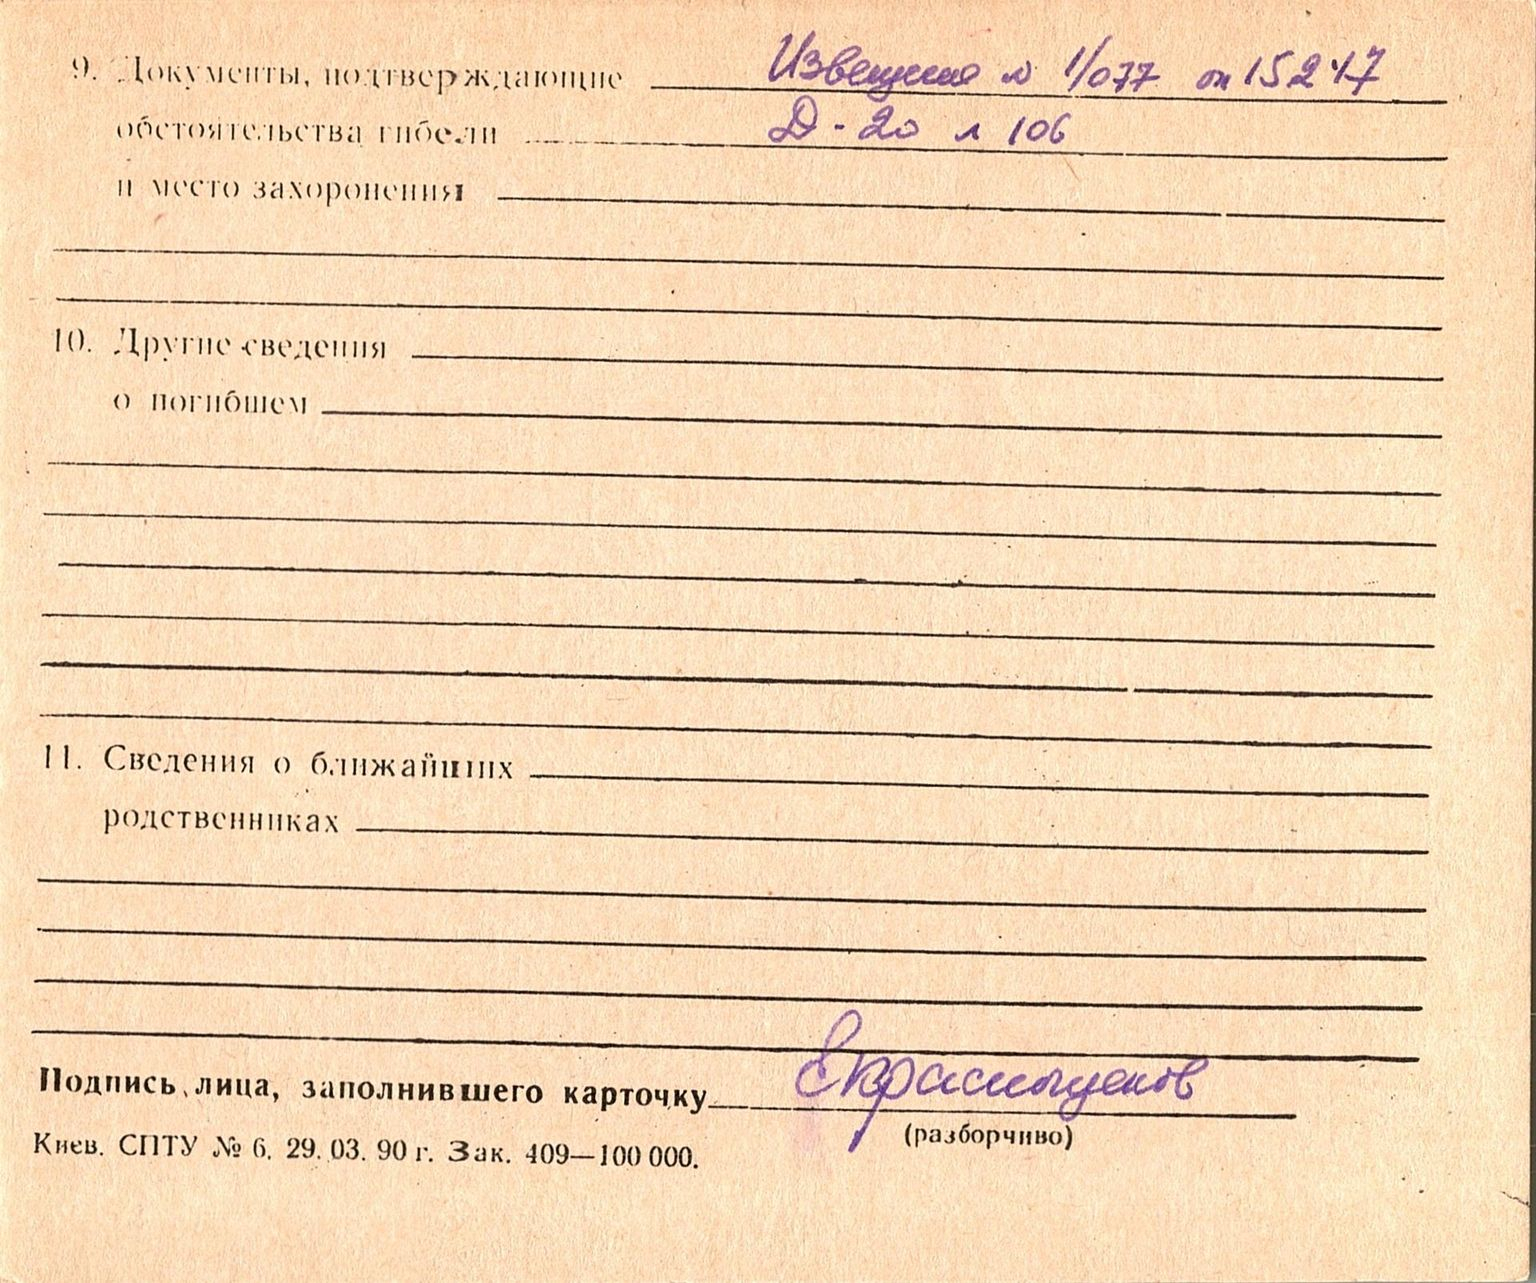 9. Документы, подтверждающие Извещение № 1/077 от 15 2 47
обстоятельства гибели Д-20 л 106
и место захоронения
10. Другие сведения
о погибшем
11. Сведения о ближайших
родственниках
Подпись лица, заполнившего карточку
(разборчиво)
Киев. СПТУ № 6. 29. 03. 90 г. Зак. 409—100 000.